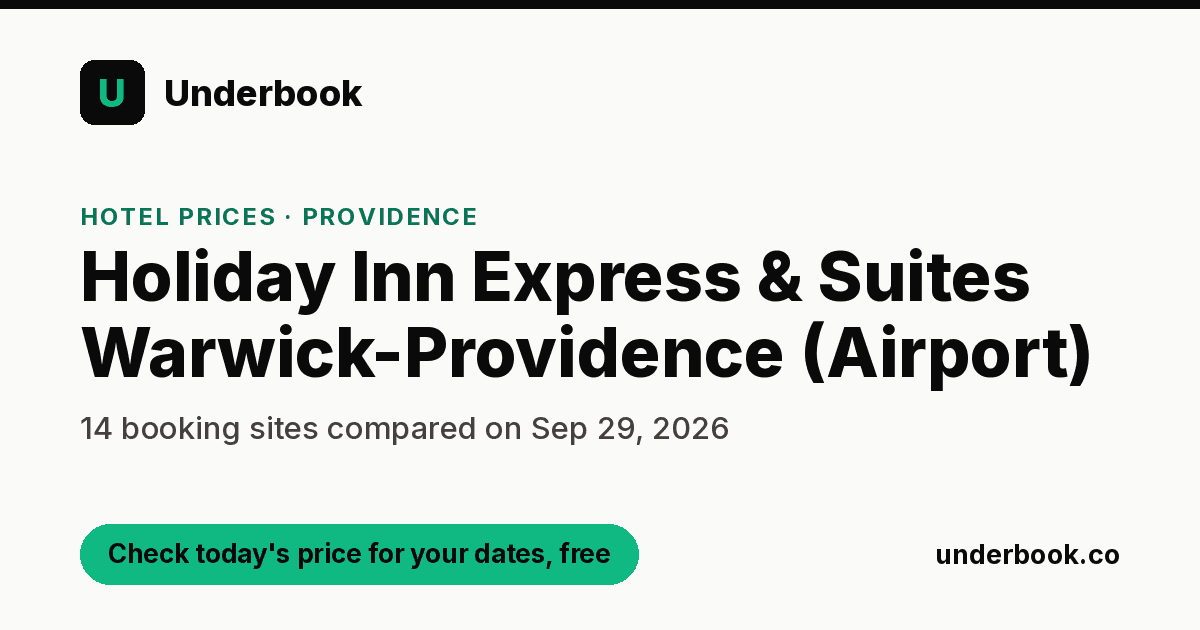 U Underbook
HOTEL PRICES · PROVIDENCE
Holiday Inn Express & Suites
Warwick-Providence (Airport)
14 booking sites compared on Sep 29, 2026
Check today's price for your dates, free
underbook.co